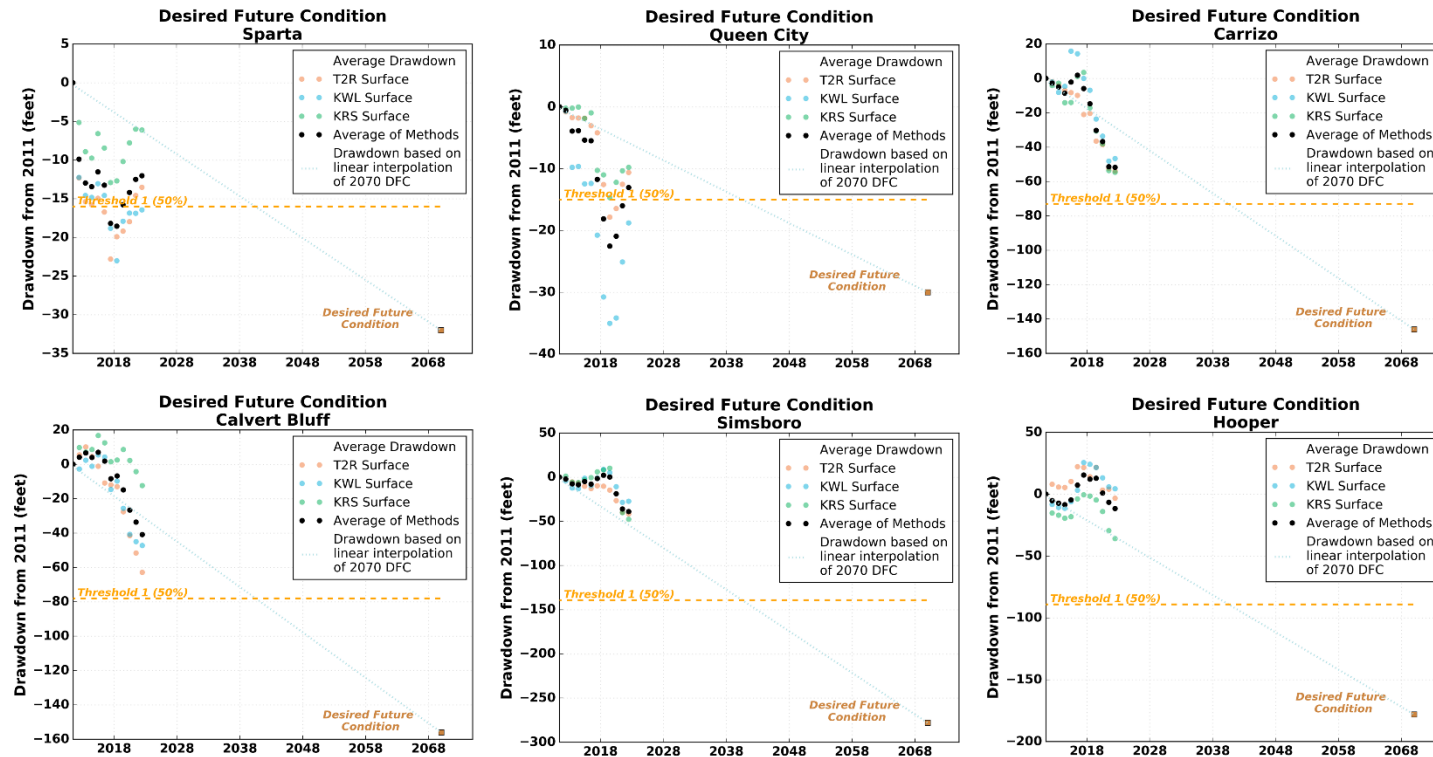 Desired Future Condition
Sparta
Drawdown from 2011 (feet)
5
0
−5
−10
−15
−20
−25
−30
−35
Average Drawdown
T2R Surface
KWL Surface
KRS Surface
Average of Methods
Drawdown based on
linear interpolation
of 2070 DFC
Threshold 1 (50%)
Desired Future
Condition
2018 2028 2038 2048 2058 2068
Desired Future Condition
Queen City
Drawdown from 2011 (feet)
10
0
−10
−20
−30
−40
Average Drawdown
T2R Surface
KWL Surface
KRS Surface
Average of Methods
Drawdown based on
linear interpolation
of 2070 DFC
Threshold 1 (50%)
Desired Future
Condition
2018 2028 2038 2048 2058 2068
Desired Future Condition
Carrizo
Drawdown from 2011 (feet)
20
0
−20
−40
−60
−80
−100
−120
−140
−160
Average Drawdown
T2R Surface
KWL Surface
KRS Surface
Average of Methods
Drawdown based on
linear interpolation
of 2070 DFC
Threshold 1 (50%)
Desired Future
Condition
2018 2028 2038 2048 2058 2068
Desired Future Condition
Calvert Bluff
Drawdown from 2011 (feet)
20
0
−20
−40
−60
−80
−100
−120
−140
−160
Average Drawdown
T2R Surface
KWL Surface
KRS Surface
Average of Methods
Drawdown based on
linear interpolation
of 2070 DFC
Threshold 1 (50%)
Desired Future
Condition
2018 2028 2038 2048 2058 2068
Desired Future Condition
Simsboro
Drawdown from 2011 (feet)
50
0
−50
−100
−150
−200
−250
−300
Average Drawdown
T2R Surface
KWL Surface
KRS Surface
Average of Methods
Drawdown based on
linear interpolation
of 2070 DFC
Threshold 1 (50%)
Desired Future
Condition
2018 2028 2038 2048 2058 2068
Desired Future Condition
Hooper
Drawdown from 2011 (feet)
50
0
−50
−100
−150
−200
Average Drawdown
T2R Surface
KWL Surface
KRS Surface
Average of Methods
Drawdown based on
linear interpolation
of 2070 DFC
Threshold 1 (50%)
Desired Future
Condition
2018 2028 2038 2048 2058 2068